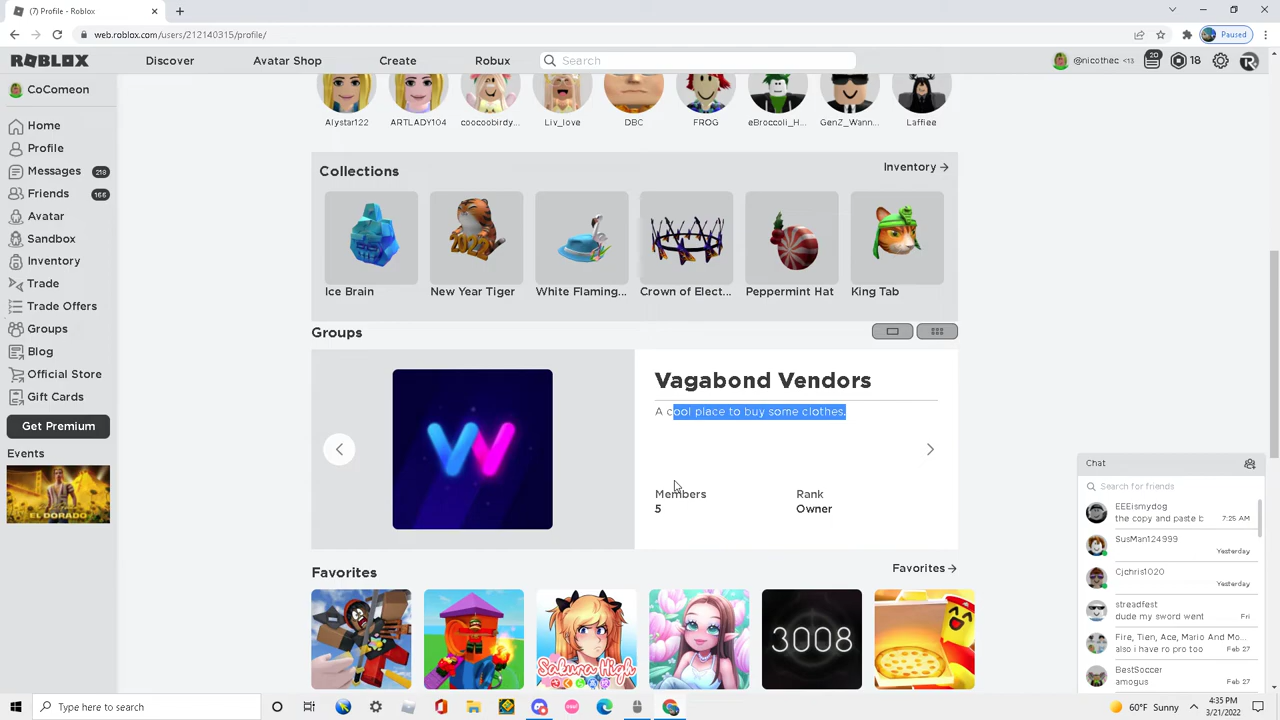 (7) Profile - Roblox
web.roblox.com/users/212140315/profile/
Paused
ROBLOX
Discover
Avatar Shop
Create
Robux
Search
@nicothec <13
20
18
CoComeon
Home
Profile
Messages 219
Friends 166
Avatar
Sandbox
Inventory
Trade
Trade Offers
Groups
Blog
Official Store
Gift Cards
Get Premium
Events
EL DORADO
Alystar122
ARTLADY104
coocoobirdy...
Liv_love
DBC
FROG
eBroccoli_H...
GenZ_Wann...
Laffiee
Collections
Inventory
2022
Ice Brain
New Year Tiger
White Flaming...
Crown of Elect...
Peppermint Hat
King Tab
Groups
Vagabond Vendors
A cool place to buy some clothes.
Members
5
Rank
Owner
Favorites
Favorites
Sakura High
3008
Chat
Search for friends
EEEismydog
the copy and paste b 7:25 AM
SusMan124999
Yesterday
Cjchris1020
Yesterday
streadfest
dude my sword went Fri
Fire, Tien, Ace, Mario And Mo...
also i have ro pro too Feb 27
BestSoccer
amogus Feb 27
Type here to search
60°F Sunny
4:35 PM
3/21/2022